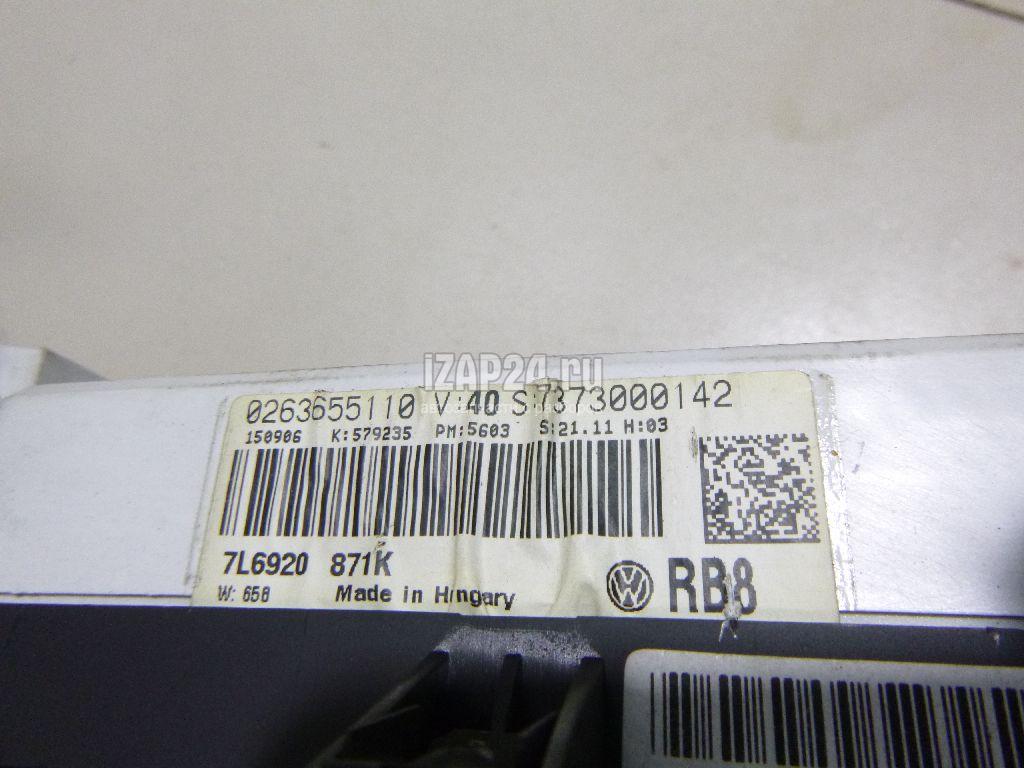 iZAP24.ru
0263655110 V:40 S:7373000142
150906 K:579235 PM:5603 S:21.11 H:03
7L6920 871K
W: 658 Made in Hungary
RB8